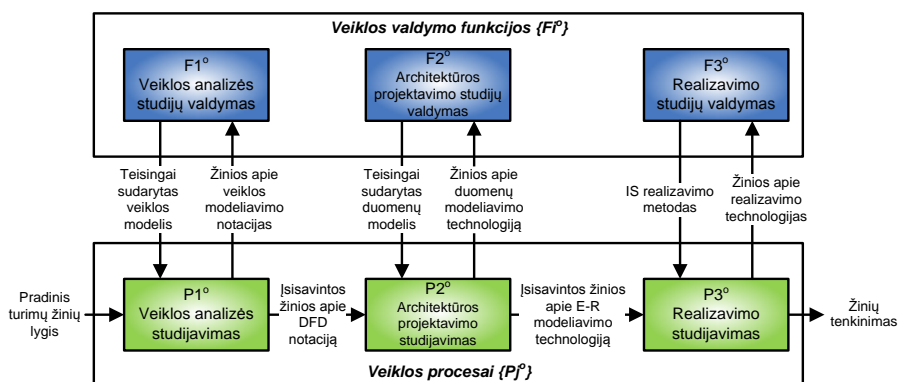 Veiklos valdymo funkcijos {Fi°}
F1°
Veiklos analizės
studijų valdymas
F2°
Architektūros
projektavimo studijų
valdymas
F3°
Realizavimo
studijų valdymas
Teisingai
sudarytas
veiklos
modelis
Žinios apie
veiklos
modeliavimo
notacijas
Teisingai
sudarytas
duomenų
modelis
Žinios apie
duomenų
modeliavimo
technologiją
IS realizavimo
metodas
Žinios apie
realizavimo
technologijas
Pradinis
turimų žinių
lygis
P1°
Veiklos analizės
studijavimas
Įsisavintos
žinios apie
DFD
notaciją
P2°
Architektūros
projektavimo
studijavimas
Įsisavintos žinios
apie E-R
modeliavimo
technologiją
P3°
Realizavimo
studijavimas
Žinių
tenkinimas
Veiklos procesai {Pj°}